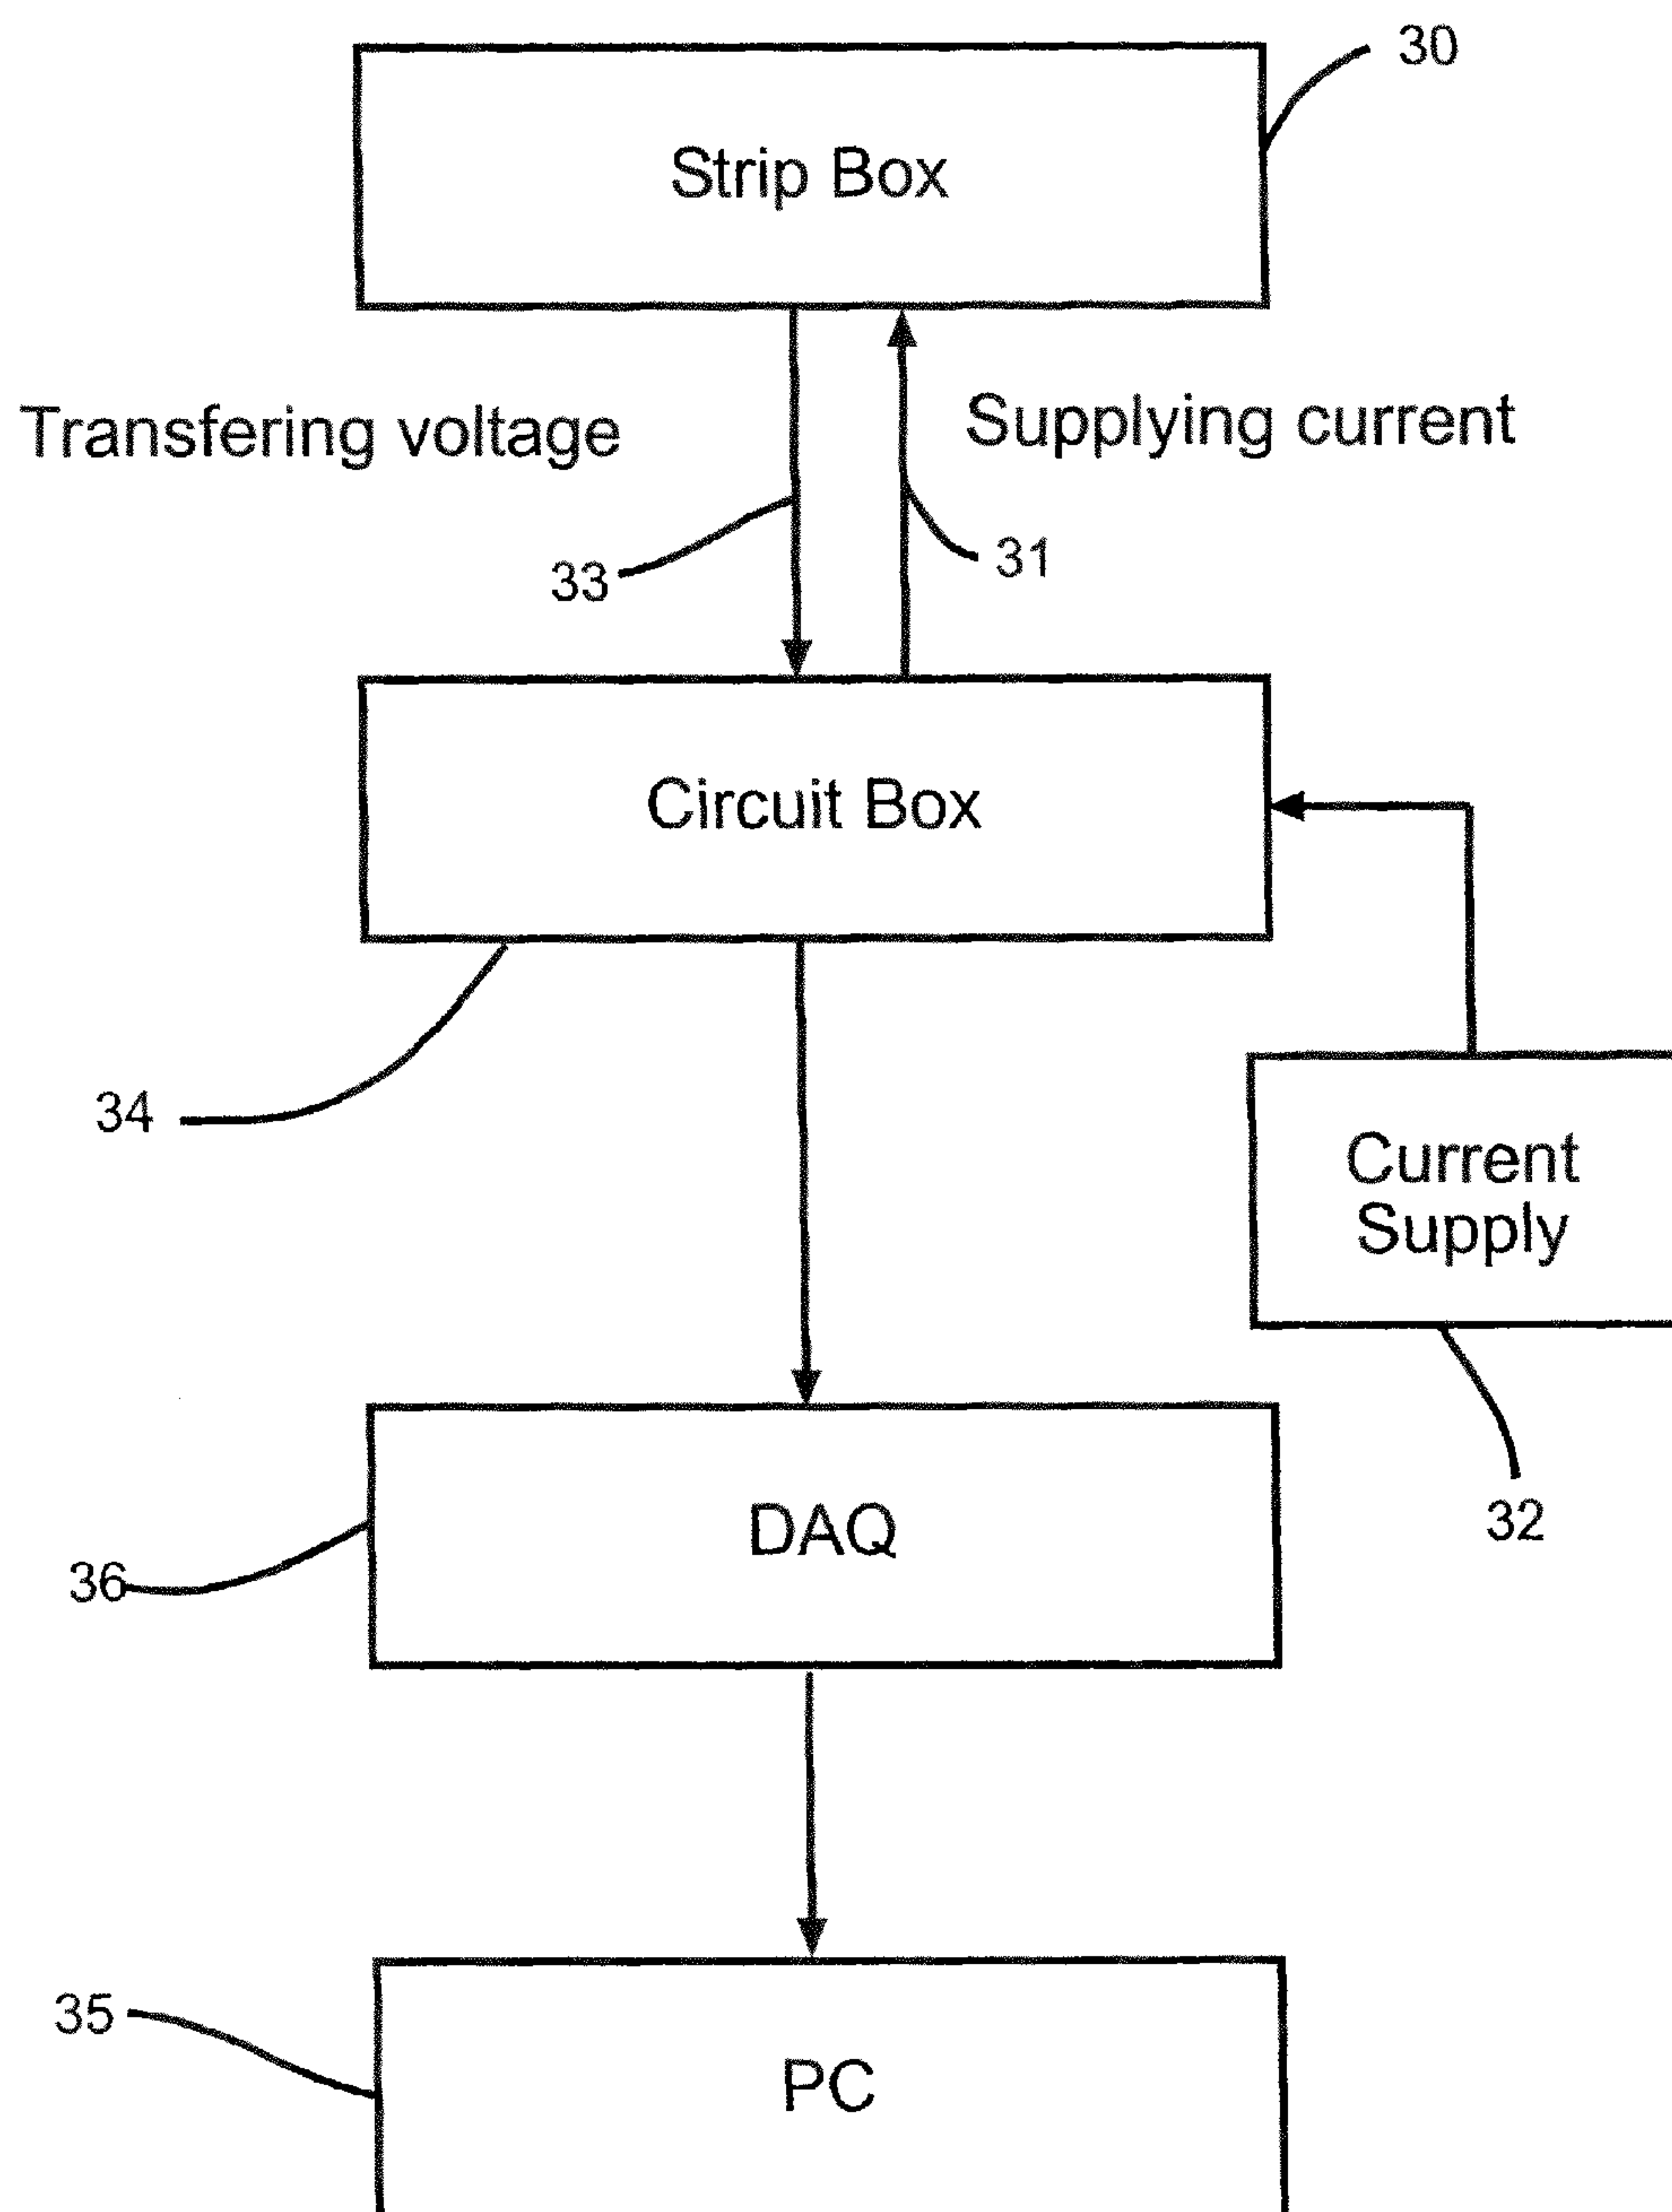 30
Strip Box
Transfering voltage
Supplying current
33
31
Circuit Box
34
Current
Supply
32
DAQ
36
35
PC